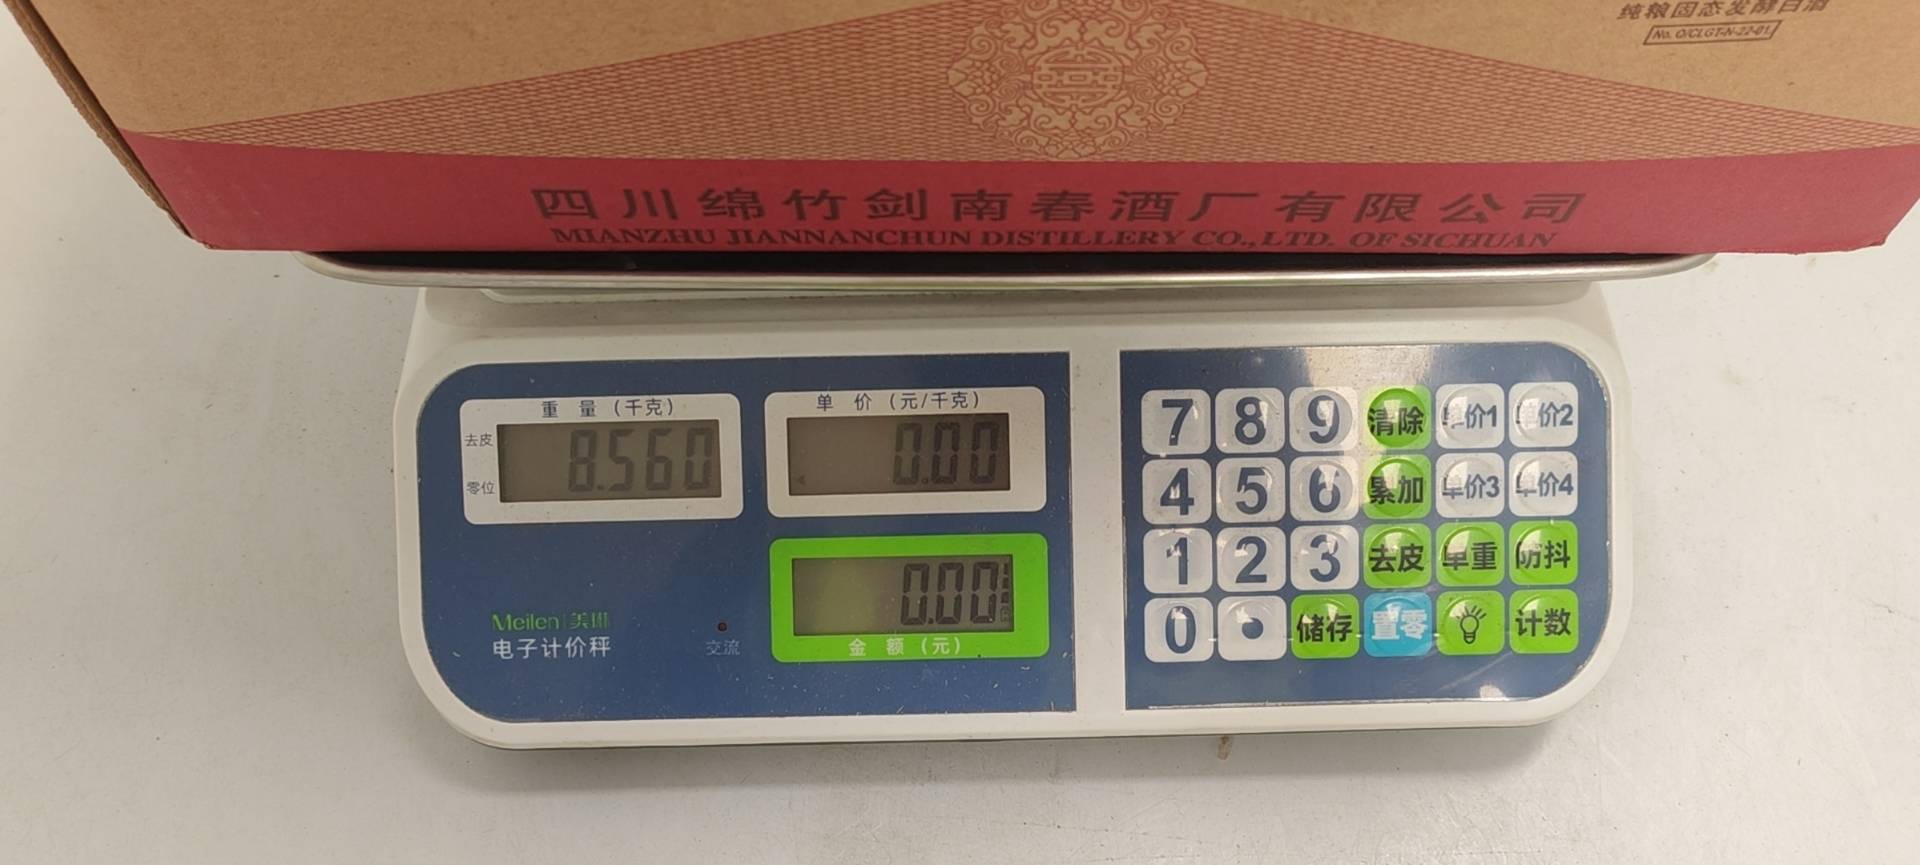 纯粮固态发酵白酒
No. O/CLGT-N-22-01
四川绵竹剑南春酒厂有限公司
MIANZHU JIANNANCHUN DISTILLERY CO., LTD. OF SICHUAN
重 量 (千克)
去皮
零位
8.560
单 价 (元/千克)
0.00
0.00
金 额 (元)
Meilen 美琳
电子计价秤
交流
7 8 9 清除 单价1 单价2
4 5 6 累加 单价3 单价4
1 2 3 去皮 单重 防抖
0 • 储存 置零 计数